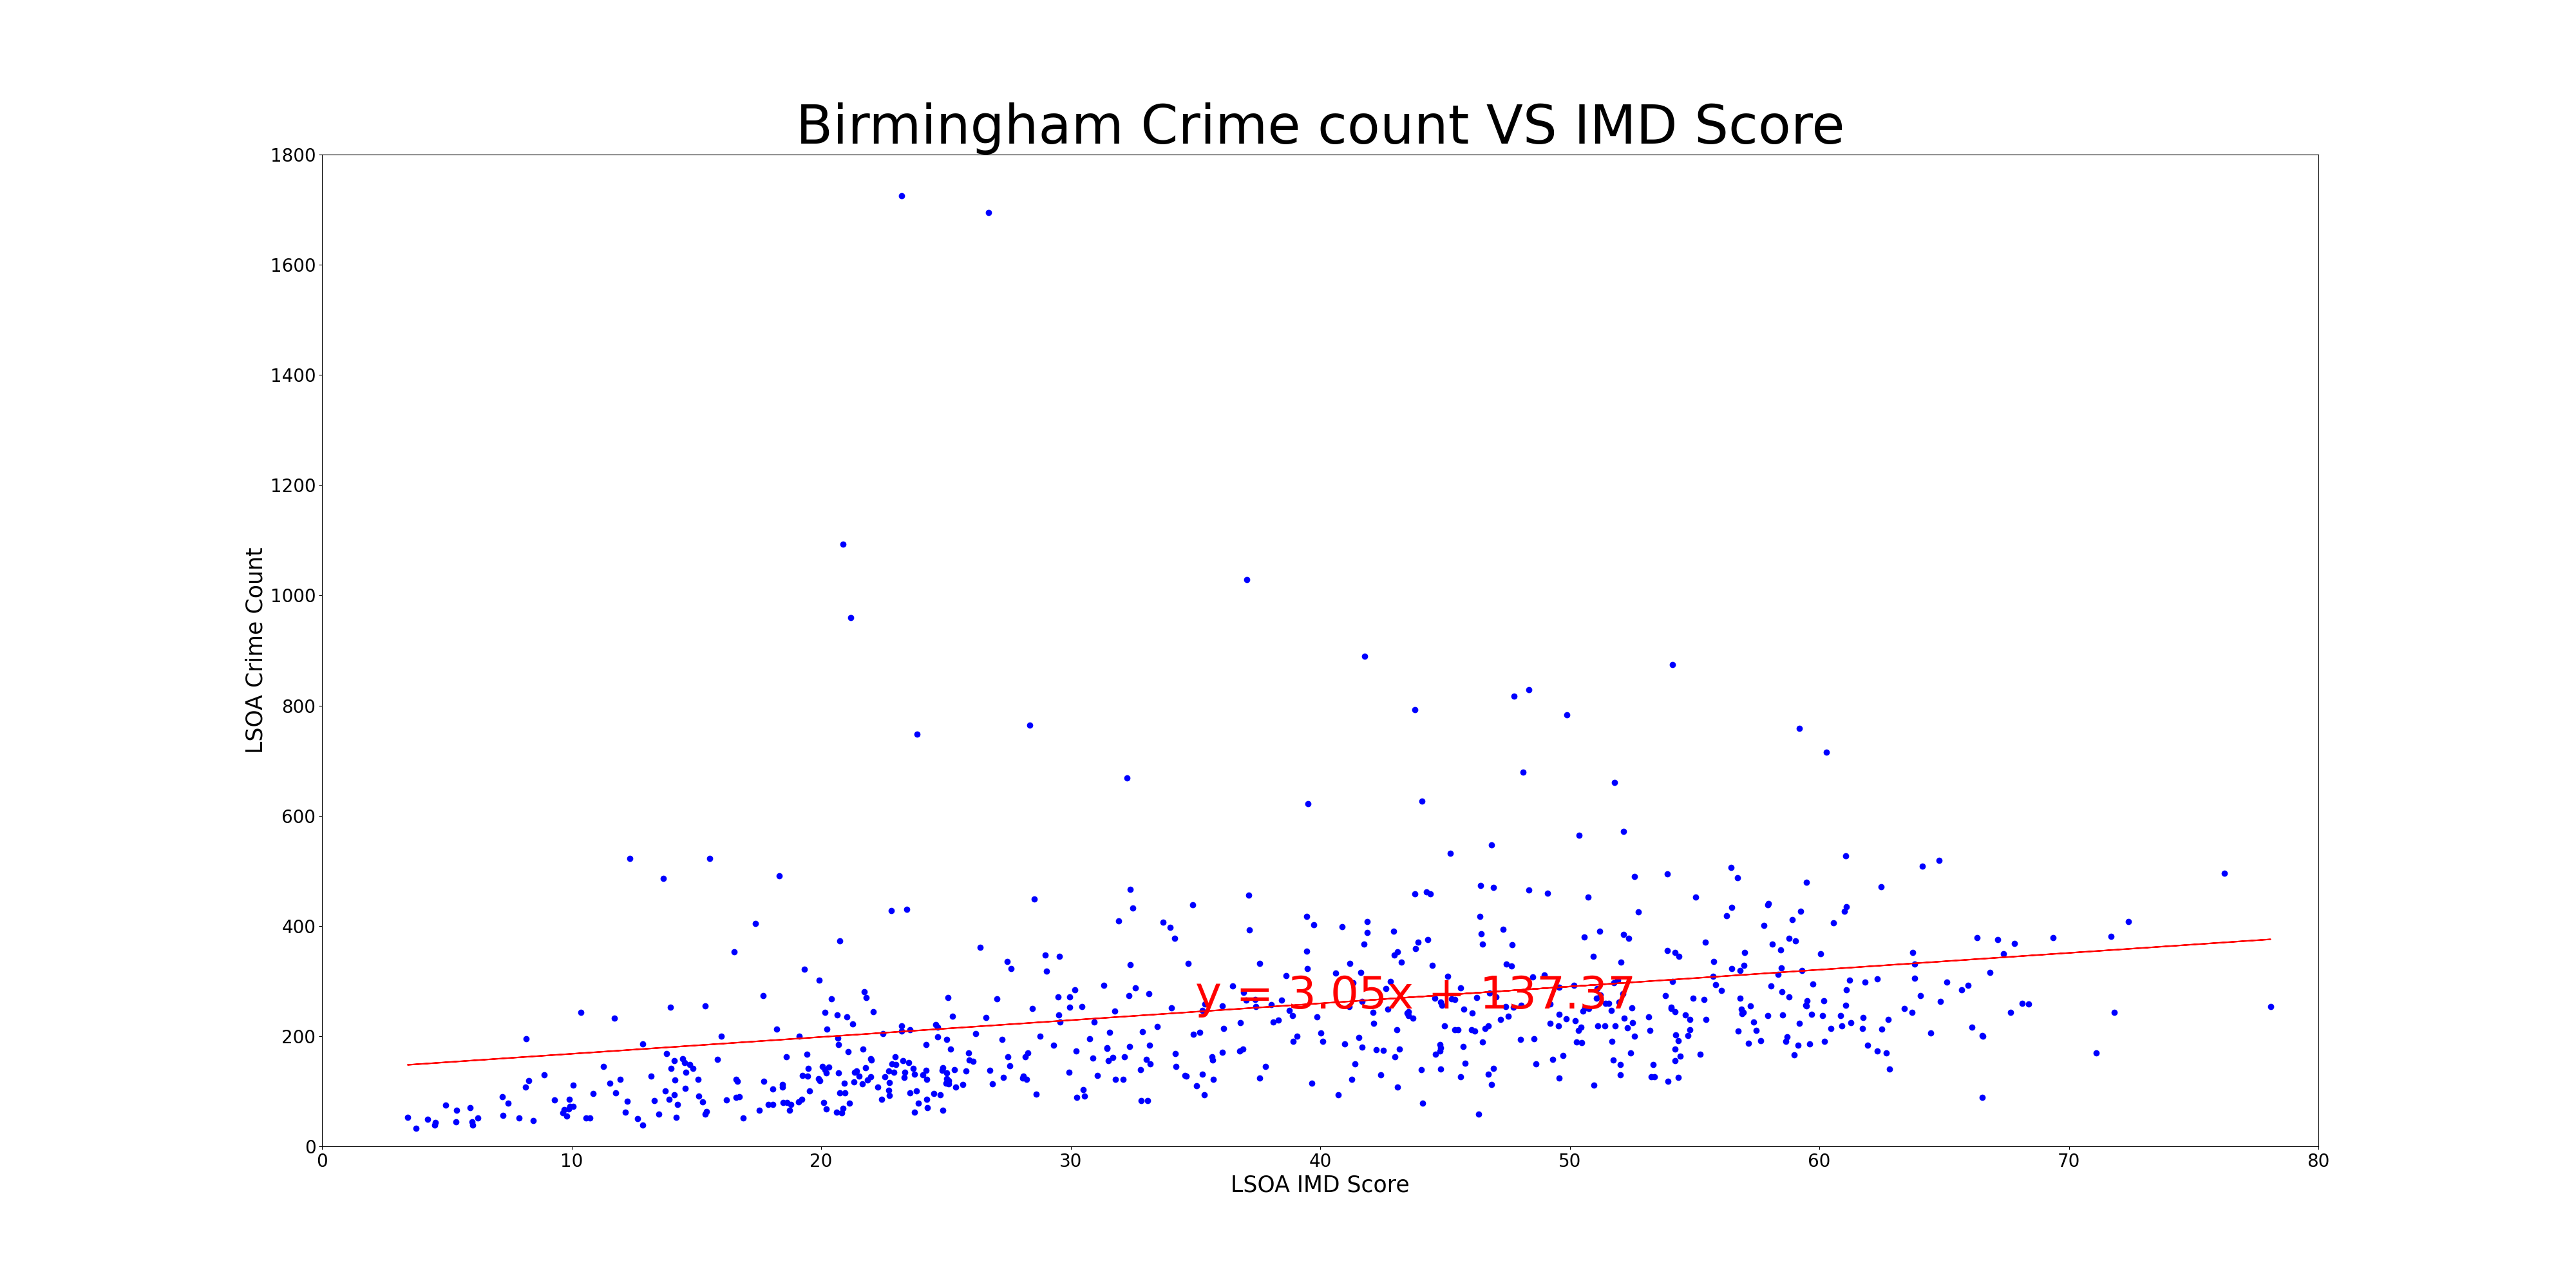 Birmingham Crime count VS IMD Score
1800
1600
1400
1200
1000
800
600
400
200
0
LSOA Crime Count
y = 3.05x + 137.37
0 10 20 30 40 50 60 70 80
LSOA IMD Score